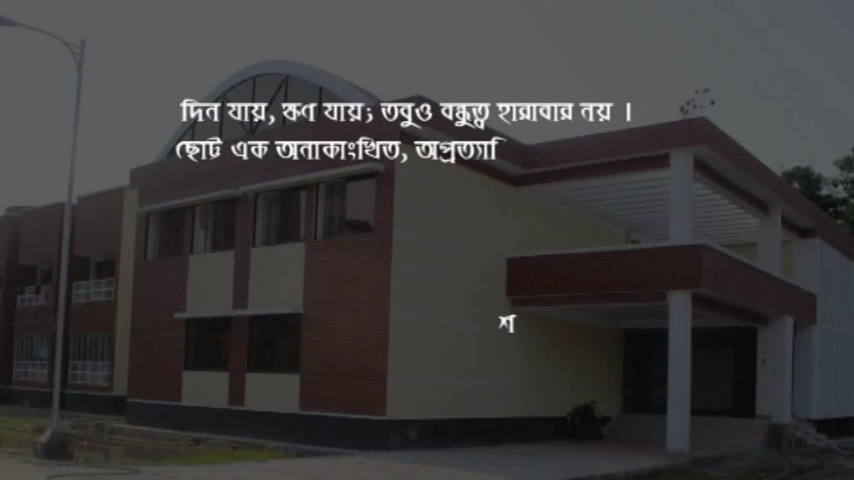 দিন যায়, ক্ষণ যায়; তবুও বন্ধুত্ব হারাবার নয় ।
ছোট এক অনাকাংখিত, অপ্রত্যাি
শ